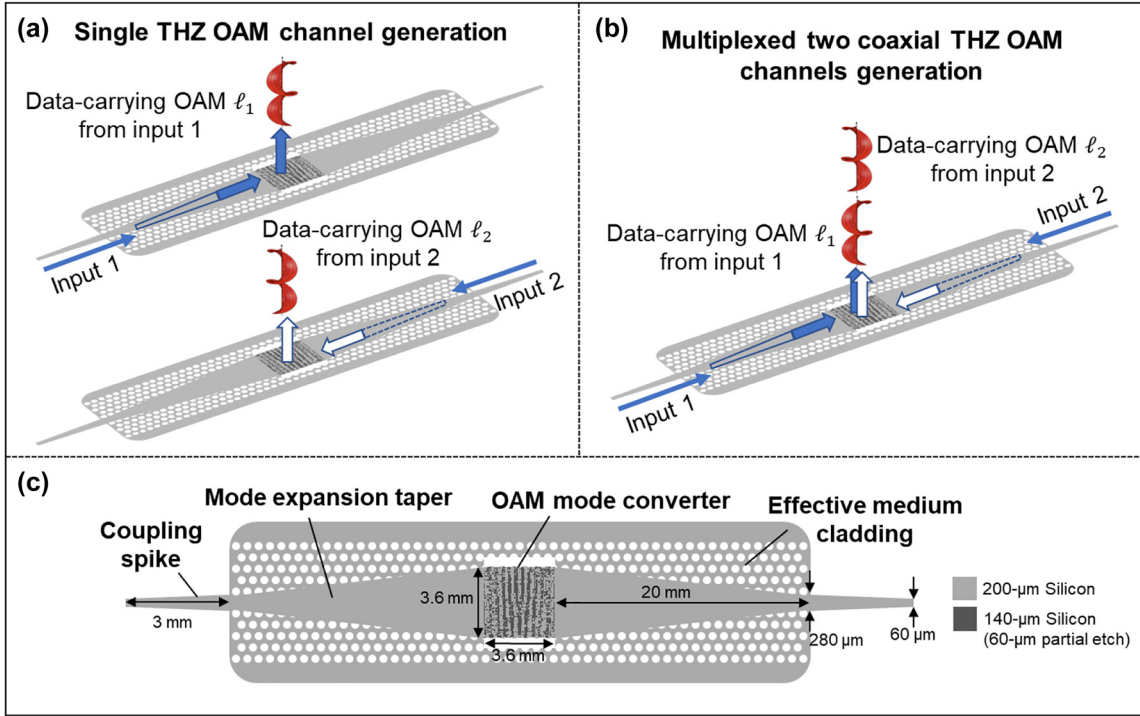 (a)
Single THZ OAM channel generation
Data-carrying OAM ℓ₁
from input 1
Input 1
Data-carrying OAM ℓ₂
from input 2
Input 2
(b)
Multiplexed two coaxial THZ OAM
channels generation
Data-carrying OAM ℓ₂
from input 2
Input 2
Data-carrying OAM ℓ₁
from input 1
Input 1
(c)
Mode expansion taper
OAM mode converter
Effective medium
cladding
Coupling
spike
3 mm
3.6 mm
3.6 mm
20 mm
280 µm
60 µm
200-µm Silicon
140-µm Silicon
(60-µm partial etch)